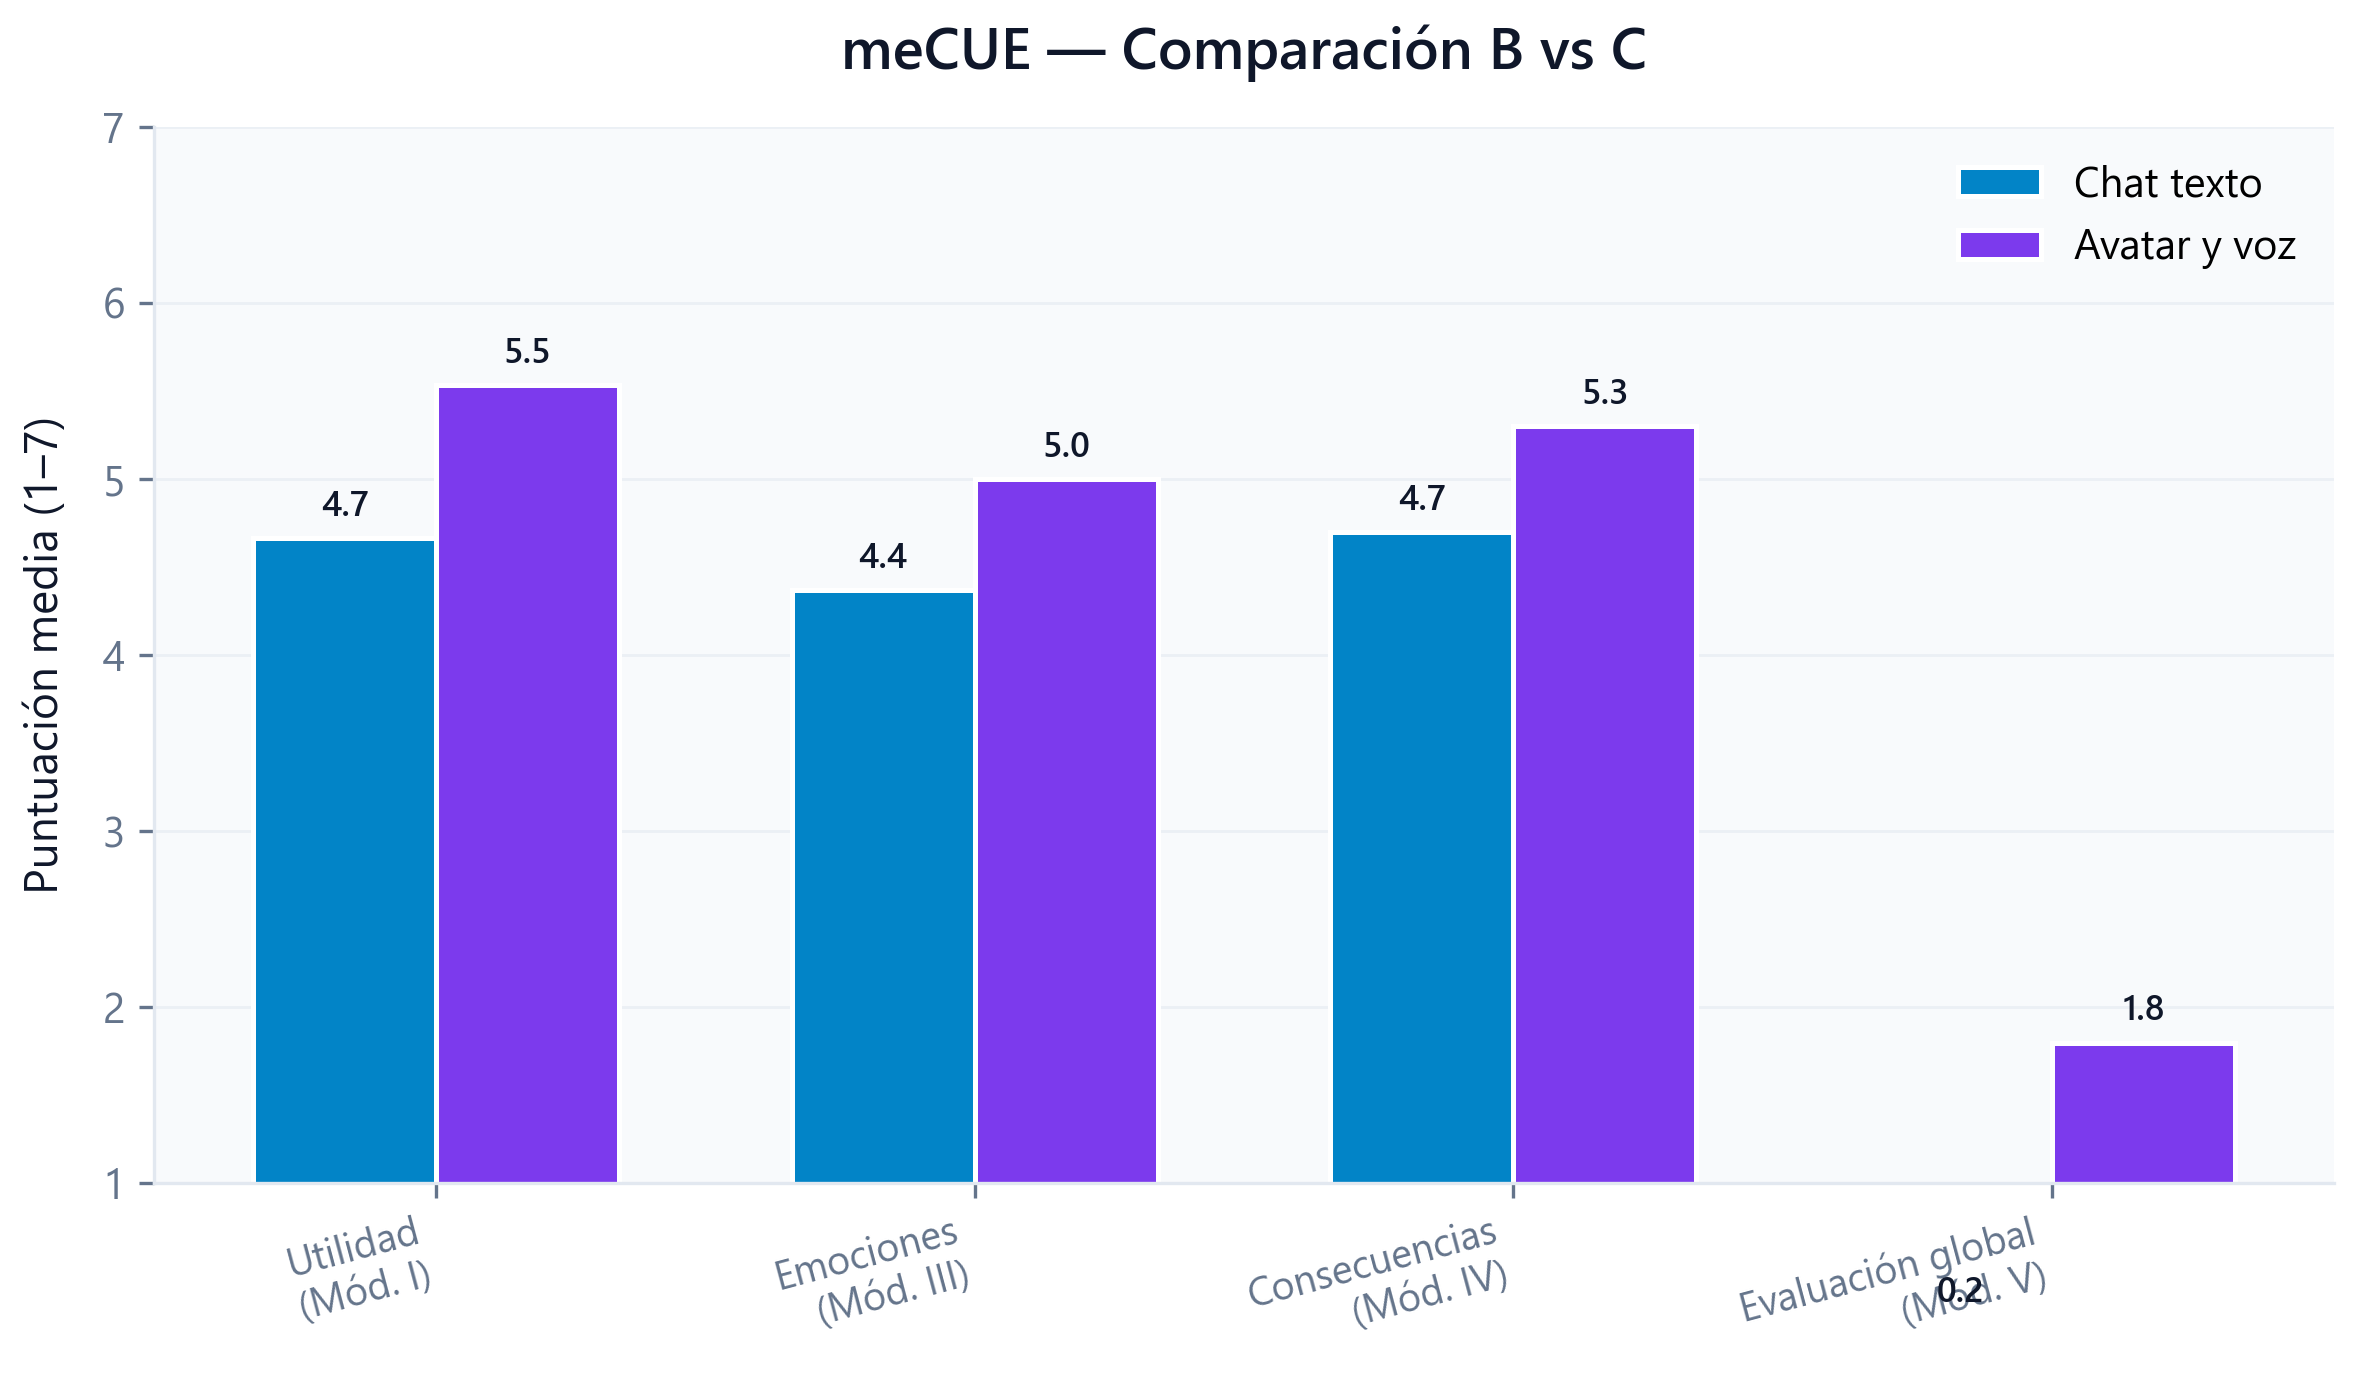 meCUE — Comparación B vs C
Puntuación media (1–7)
7
6
5
4
3
2
1
Chat texto
Avatar y voz
4.7
5.5
4.4
5.0
4.7
5.3
0.2
1.8
Utilidad
(Mód. I)
Emociones
(Mód. III)
Consecuencias
(Mód. IV)
Evaluación global
(Mód. V)